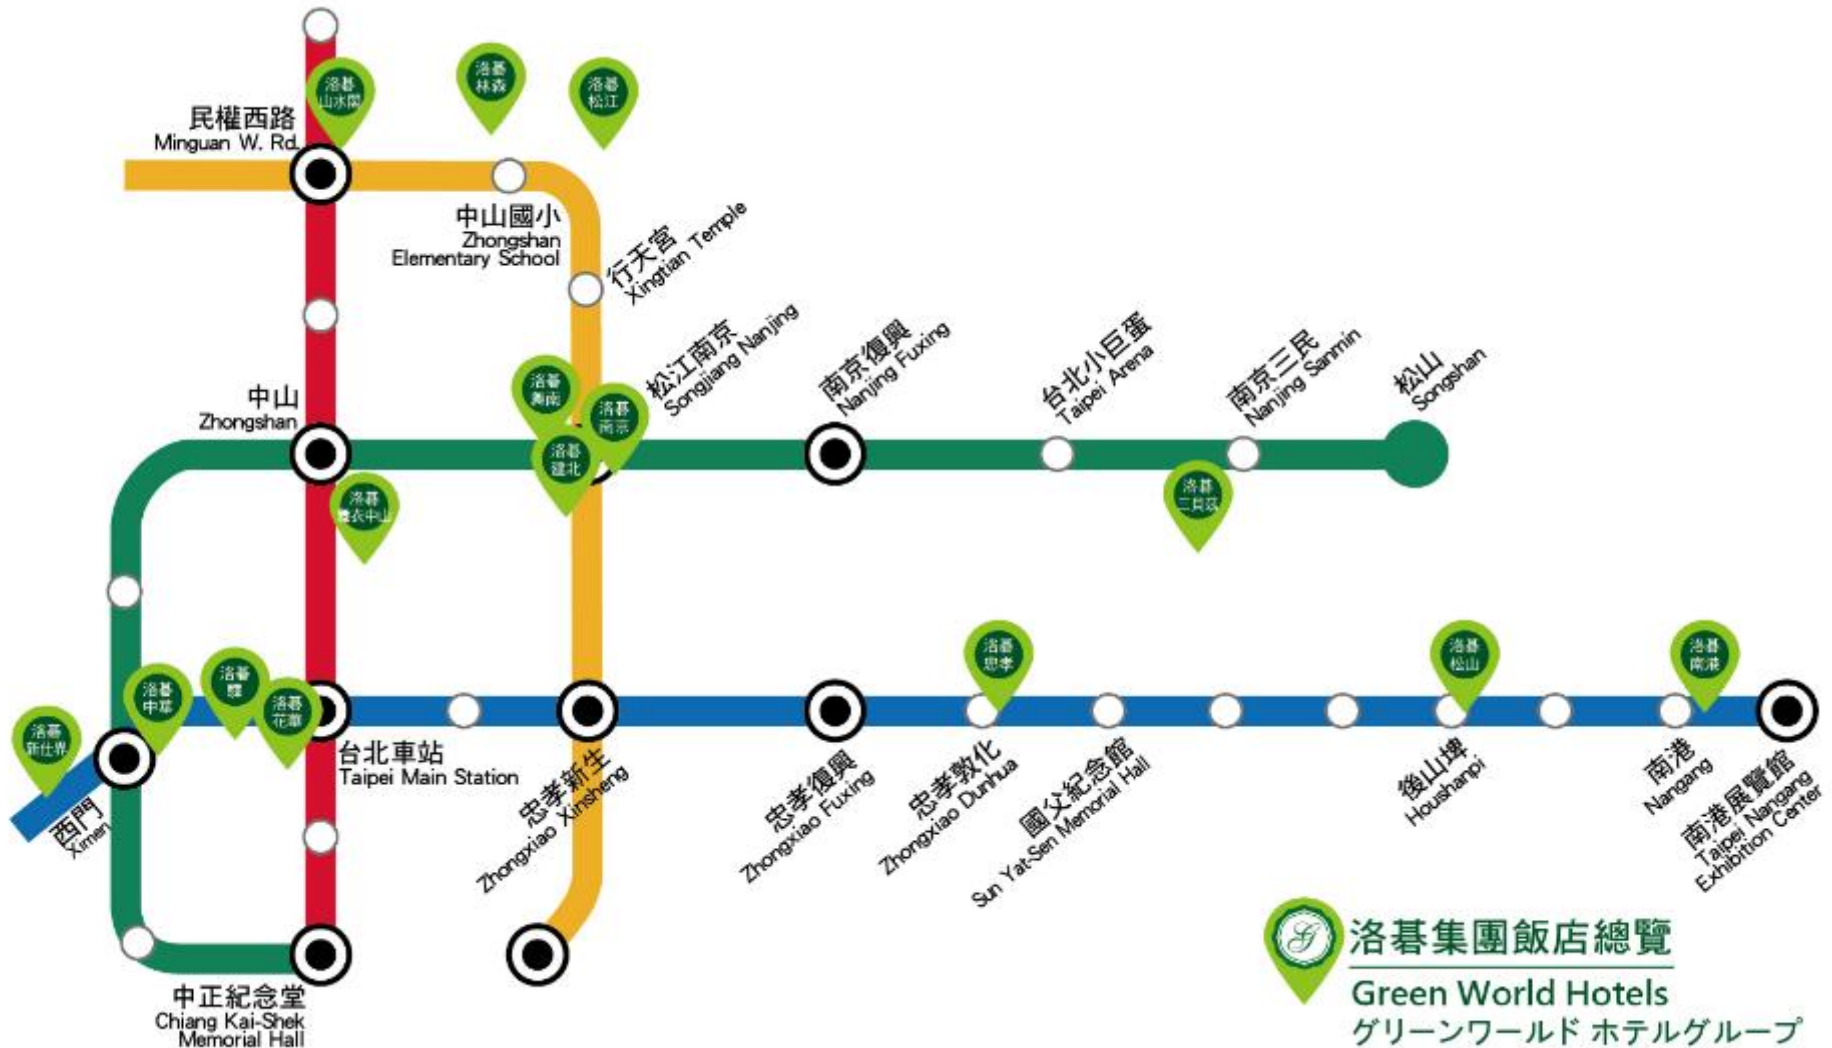 洛碁
山水閣
洛碁
林森
洛碁
松江
民權西路
Minguan W. Rd.
中山國小
Zhongshan
Elementary School
行天宮
Xingtian Temple
松江南京
Songjiang Nanjing
南京復興
Nanjing Fuxing
台北小巨蛋
Taipei Arena
南京三民
Nanjing Sanmin
松山
Songshan
中山
Zhongshan
洛碁
洛碁
南京
洛碁
建北
洛碁
洛碁
三貝茲
洛碁
新仕界
洛碁
中華
洛碁
驛
洛碁
花華
洛碁
忠孝
洛碁
松山
洛碁
南港
西門
Ximen
台北車站
Taipei Main Station
忠孝新生
Zhongxiao Xinsheng
忠孝復興
Zhongxiao Fuxing
忠孝敦化
Zhongxiao Dunhua
國父紀念館
Sun Yat-Sen Memorial Hall
後山埤
Houshanpi
南港
Nangang
南港展覽館
Taipei Nangang
Exhibition Center
中正紀念堂
Chiang Kai-Shek
Memorial Hall
洛碁集團飯店總覽
Green World Hotels
グリーンワールド ホテルグループ